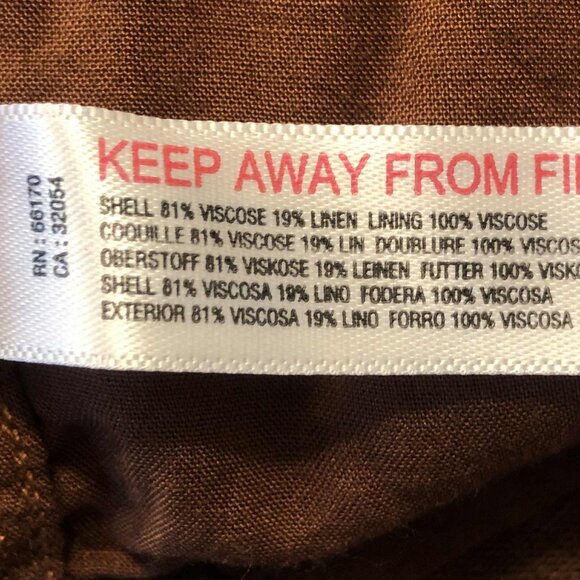 KEEP AWAY FROM FI
SHELL 81% VISCOSE 19% LINEN LINING 100% VISCOSE
COQUILLE 81% VISCOSE 19% LIN DOUBLURE 100% VISCOS
OBERSTOFF 81% VISKOSE 19% LEINEN FUTTER 100% VISK
SHELL 81% VISCOSA 19% LINO FODERA 100% VISCOSA
EXTERIOR 81% VISCOSA 19% LINO FORRO 100% VISCOSA
RN : 66170
CA : 32054